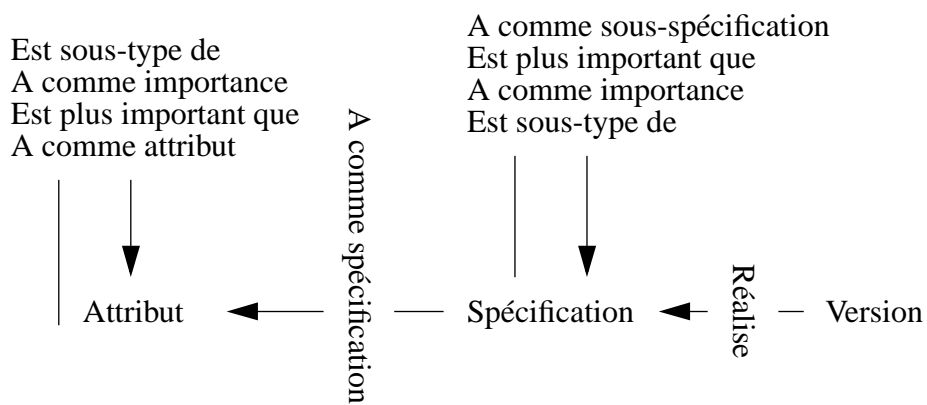 Est sous-type de
A comme importance
Est plus important que
A comme attribut
A comme sous-spécification
Est plus important que
A comme importance
Est sous-type de
A comme spécification
Réalise
Attribut
Spécification
Version